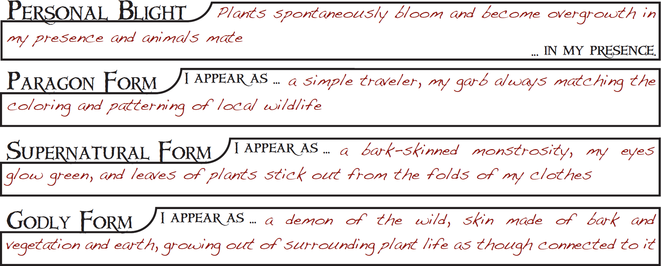 Personal Blight Plants spontaneously bloom and become overgrowth in
my presence and animals mate
... in my presence.
Paragon Form I appear as ... a simple traveler, my garb always matching the
coloring and patterning of local wildlife
Supernatural Form I appear as ... a bark-skinned monstrosity, my eyes
glow green, and leaves of plants stick out from the folds of my clothes
Godly Form I appear as ... a demon of the wild, skin made of bark and
vegetation and earth, growing out of surrounding plant life as though connected to it